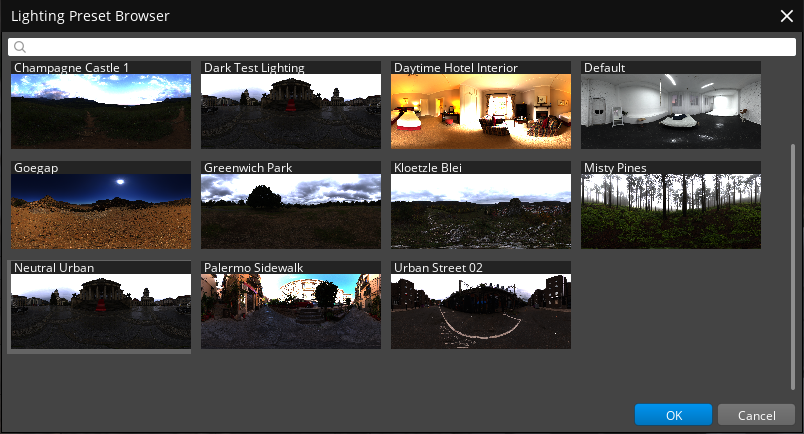 Lighting Preset Browser
Champagne Castle 1
Dark Test Lighting
Daytime Hotel Interior
Default
Goegap
Greenwich Park
Kloetzle Blei
Misty Pines
Neutral Urban
Palermo Sidewalk
Urban Street 02
OK
Cancel